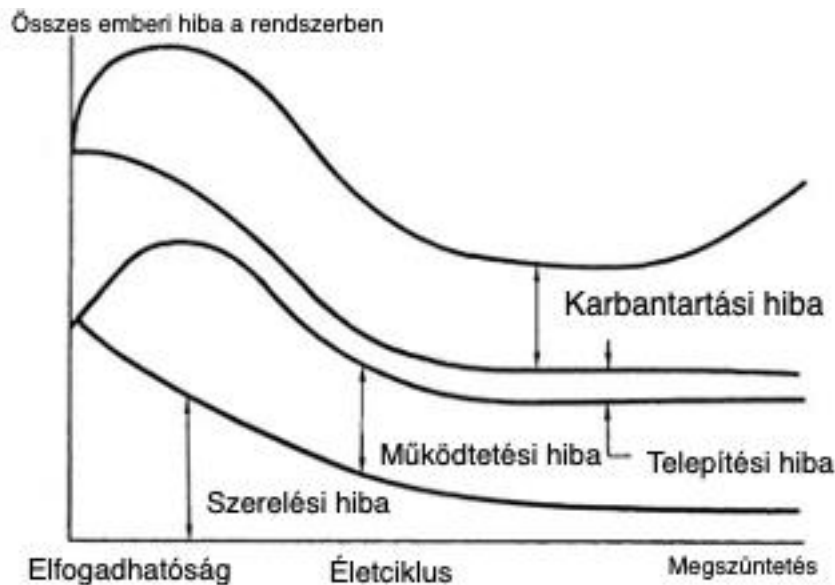 Összes emberi hiba a rendszerben
Karbantartási hiba
Működtetési hiba
Telepítési hiba
Szerelési hiba
Elfogadhatóság
Életciklus
Megszüntetés